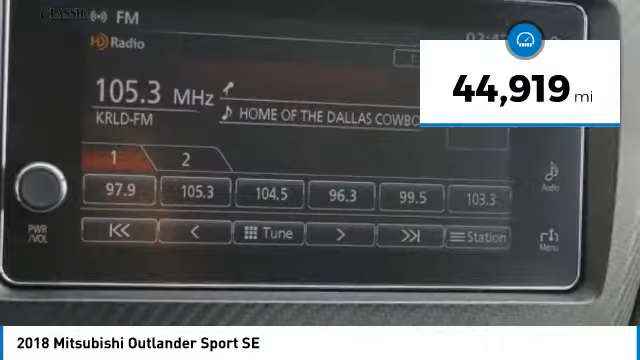 CLASSIC
FM
HD Radio
44,919 mi
105.3 MHz
KRLD-FM
HOME OF THE DALLAS COWBO
1 2
97.9 105.3 104.5 96.3 99.5 103.3
Audio
PWR
/VOL
Tune Station
Menu
2018 Mitsubishi Outlander Sport SE